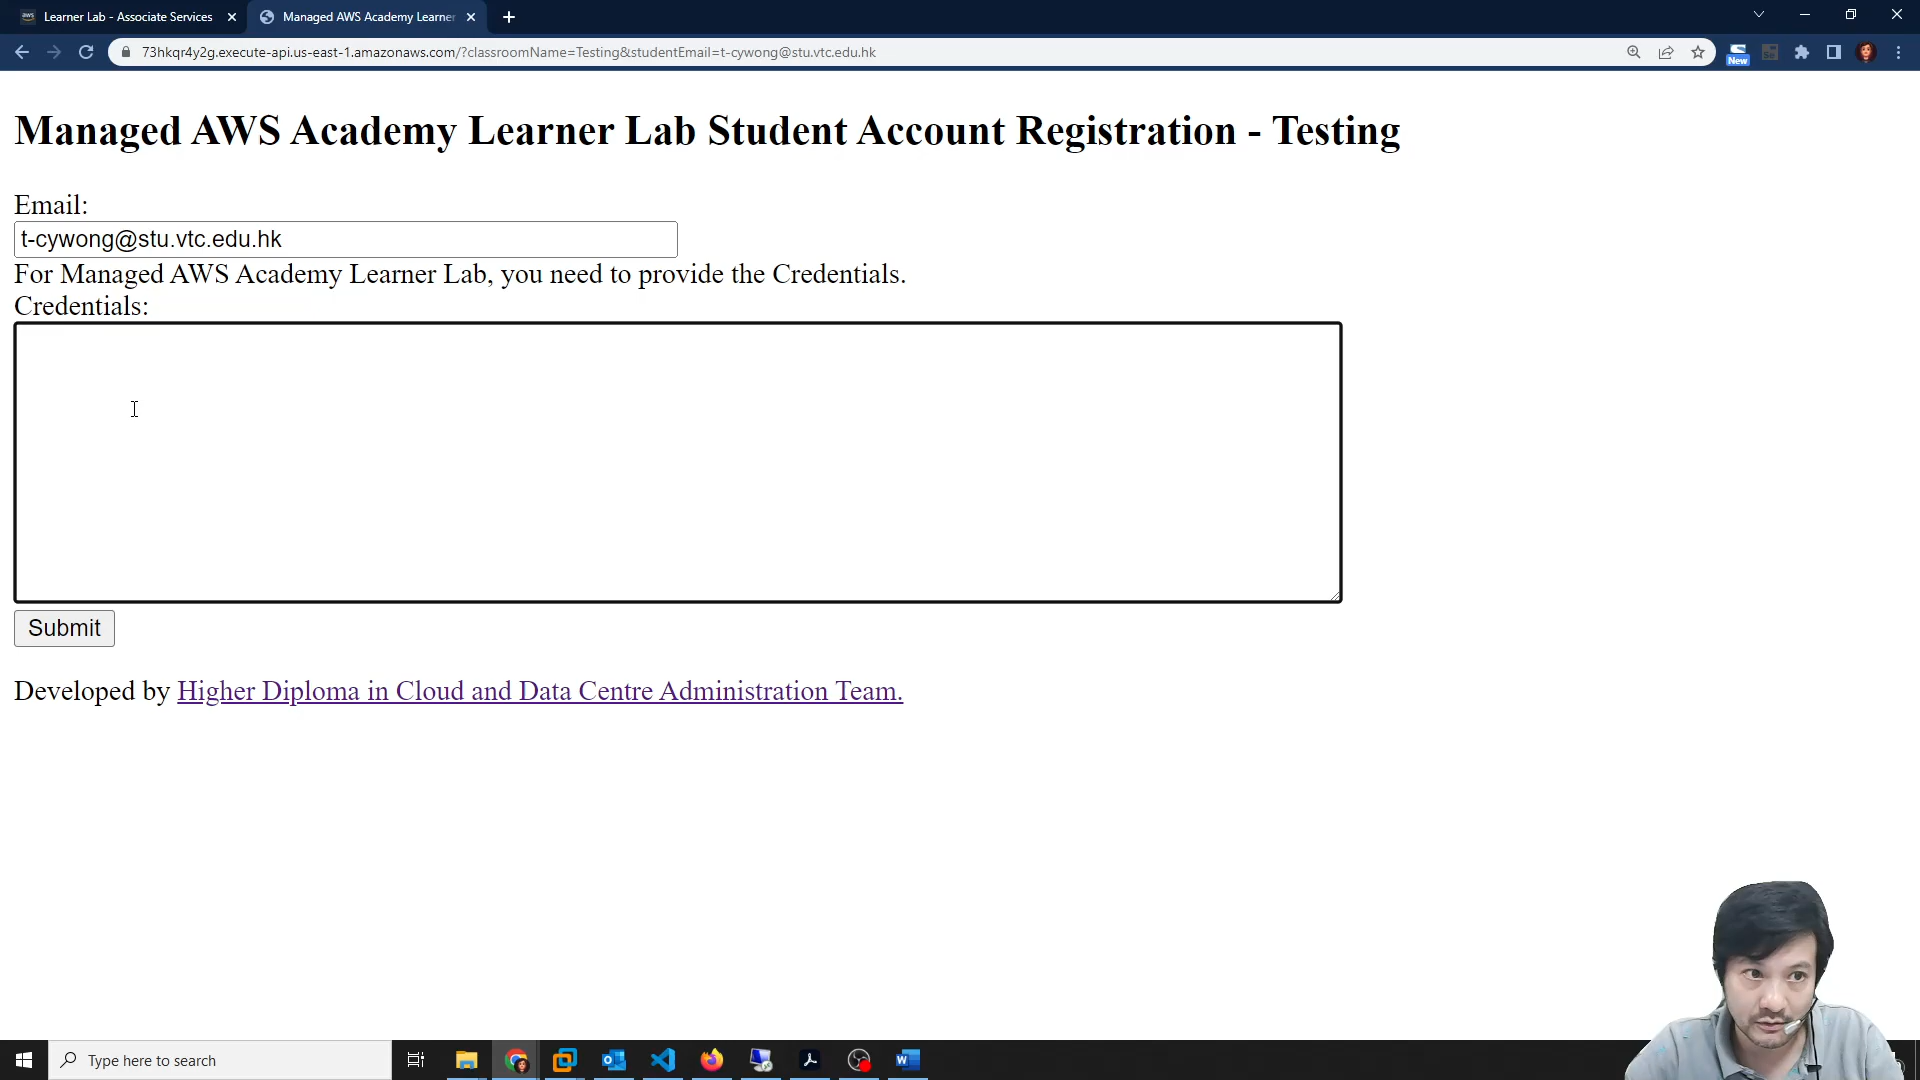 Learner Lab - Associate Services
Managed AWS Academy Learner
73hkqr4y2g.execute-api.us-east-1.amazonaws.com/?classroomName=Testing&studentEmail=t-cywong@stu.vtc.edu.hk
New
Managed AWS Academy Learner Lab Student Account Registration - Testing
Email:
t-cywong@stu.vtc.edu.hk
For Managed AWS Academy Learner Lab, you need to provide the Credentials.
Credentials:
Submit
Developed by Higher Diploma in Cloud and Data Centre Administration Team.
Type here to search